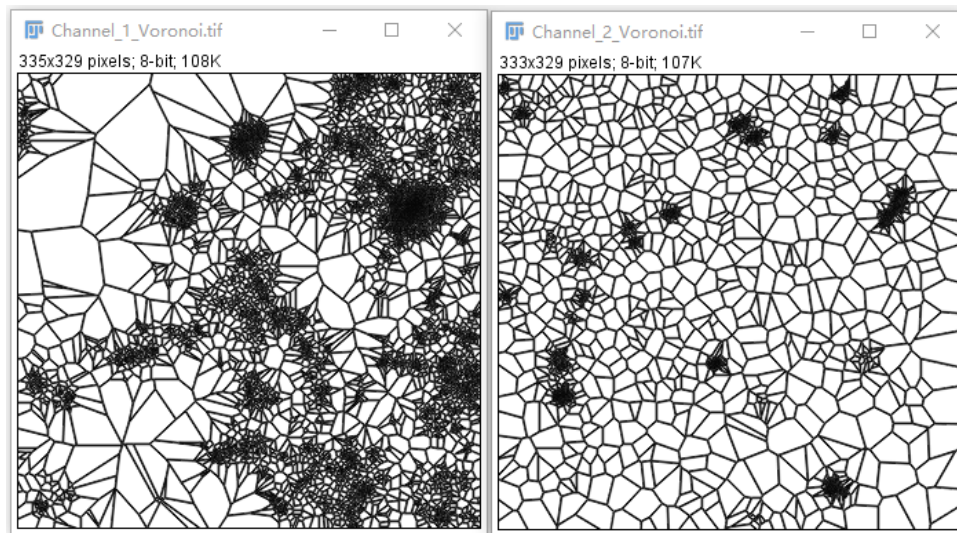 Channel_1_Voronoi.tif
335x329 pixels; 8-bit; 108K
Channel_2_Voronoi.tif
333x329 pixels; 8-bit; 107K